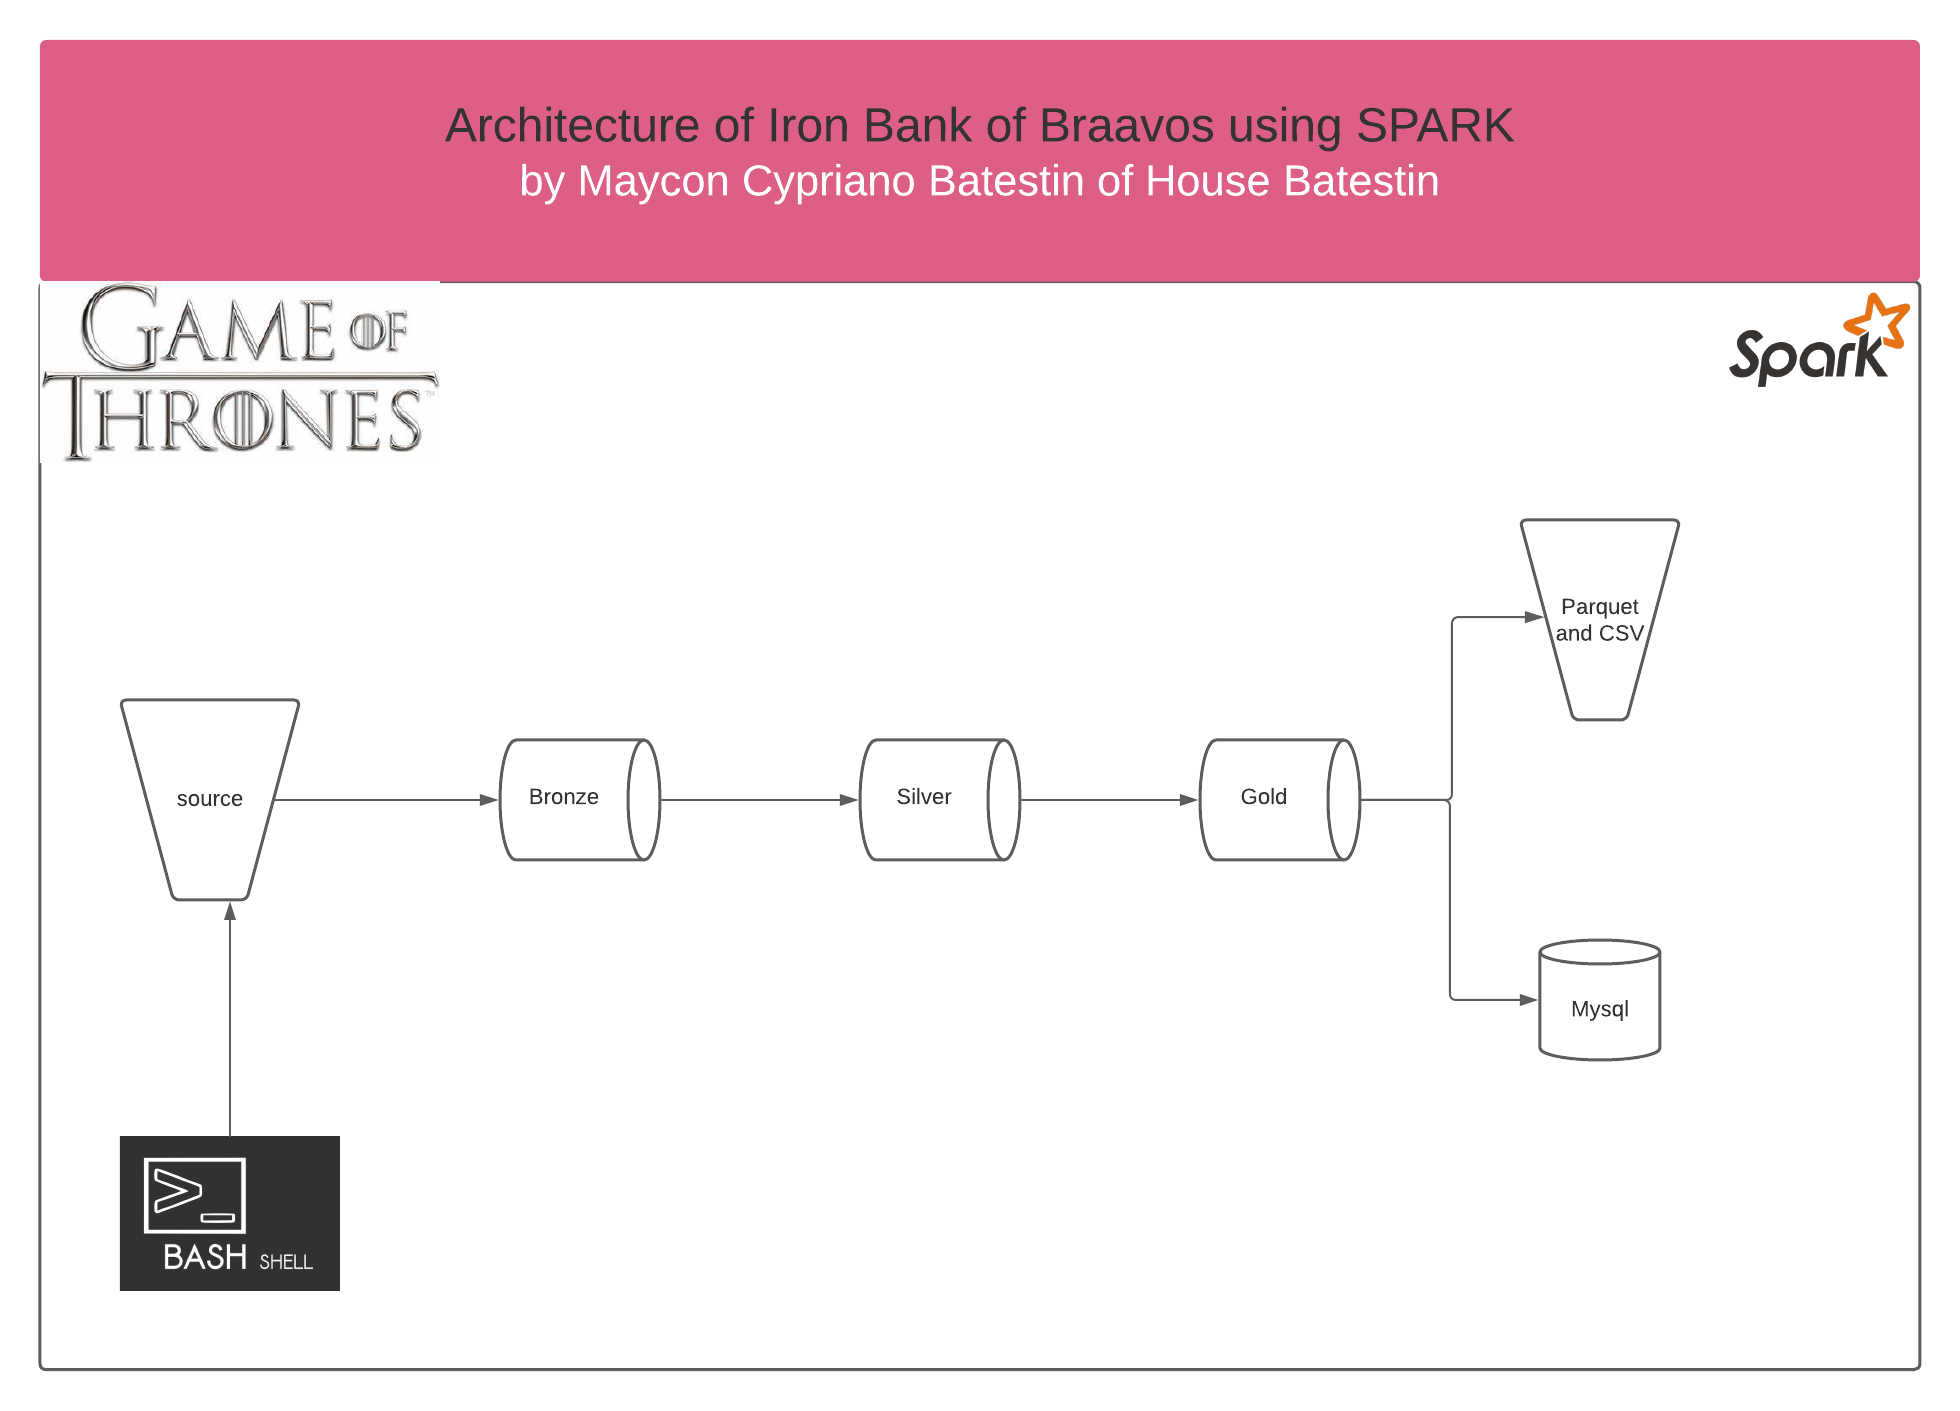 Architecture of Iron Bank of Braavos using SPARK
by Maycon Cypriano Batestin of House Batestin
GAME OF
THRONES
TM
Spark
Parquet
and CSV
source
Bronze
Silver
Gold
Mysql
>_
BASH SHELL